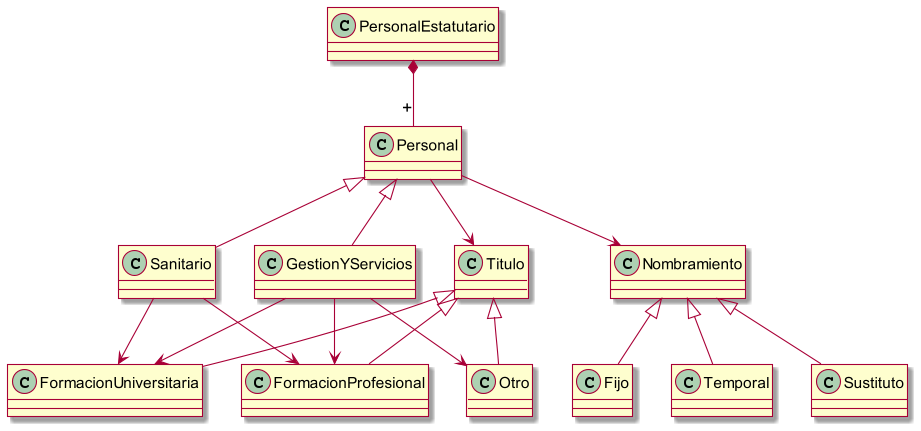 C PersonalEstatutario
+
C Personal
C Sanitario
C GestionYServicios
C Titulo
C Nombramiento
C FormacionUniversitaria
C FormacionProfesional
C Otro
C Fijo
C Temporal
C Sustituto